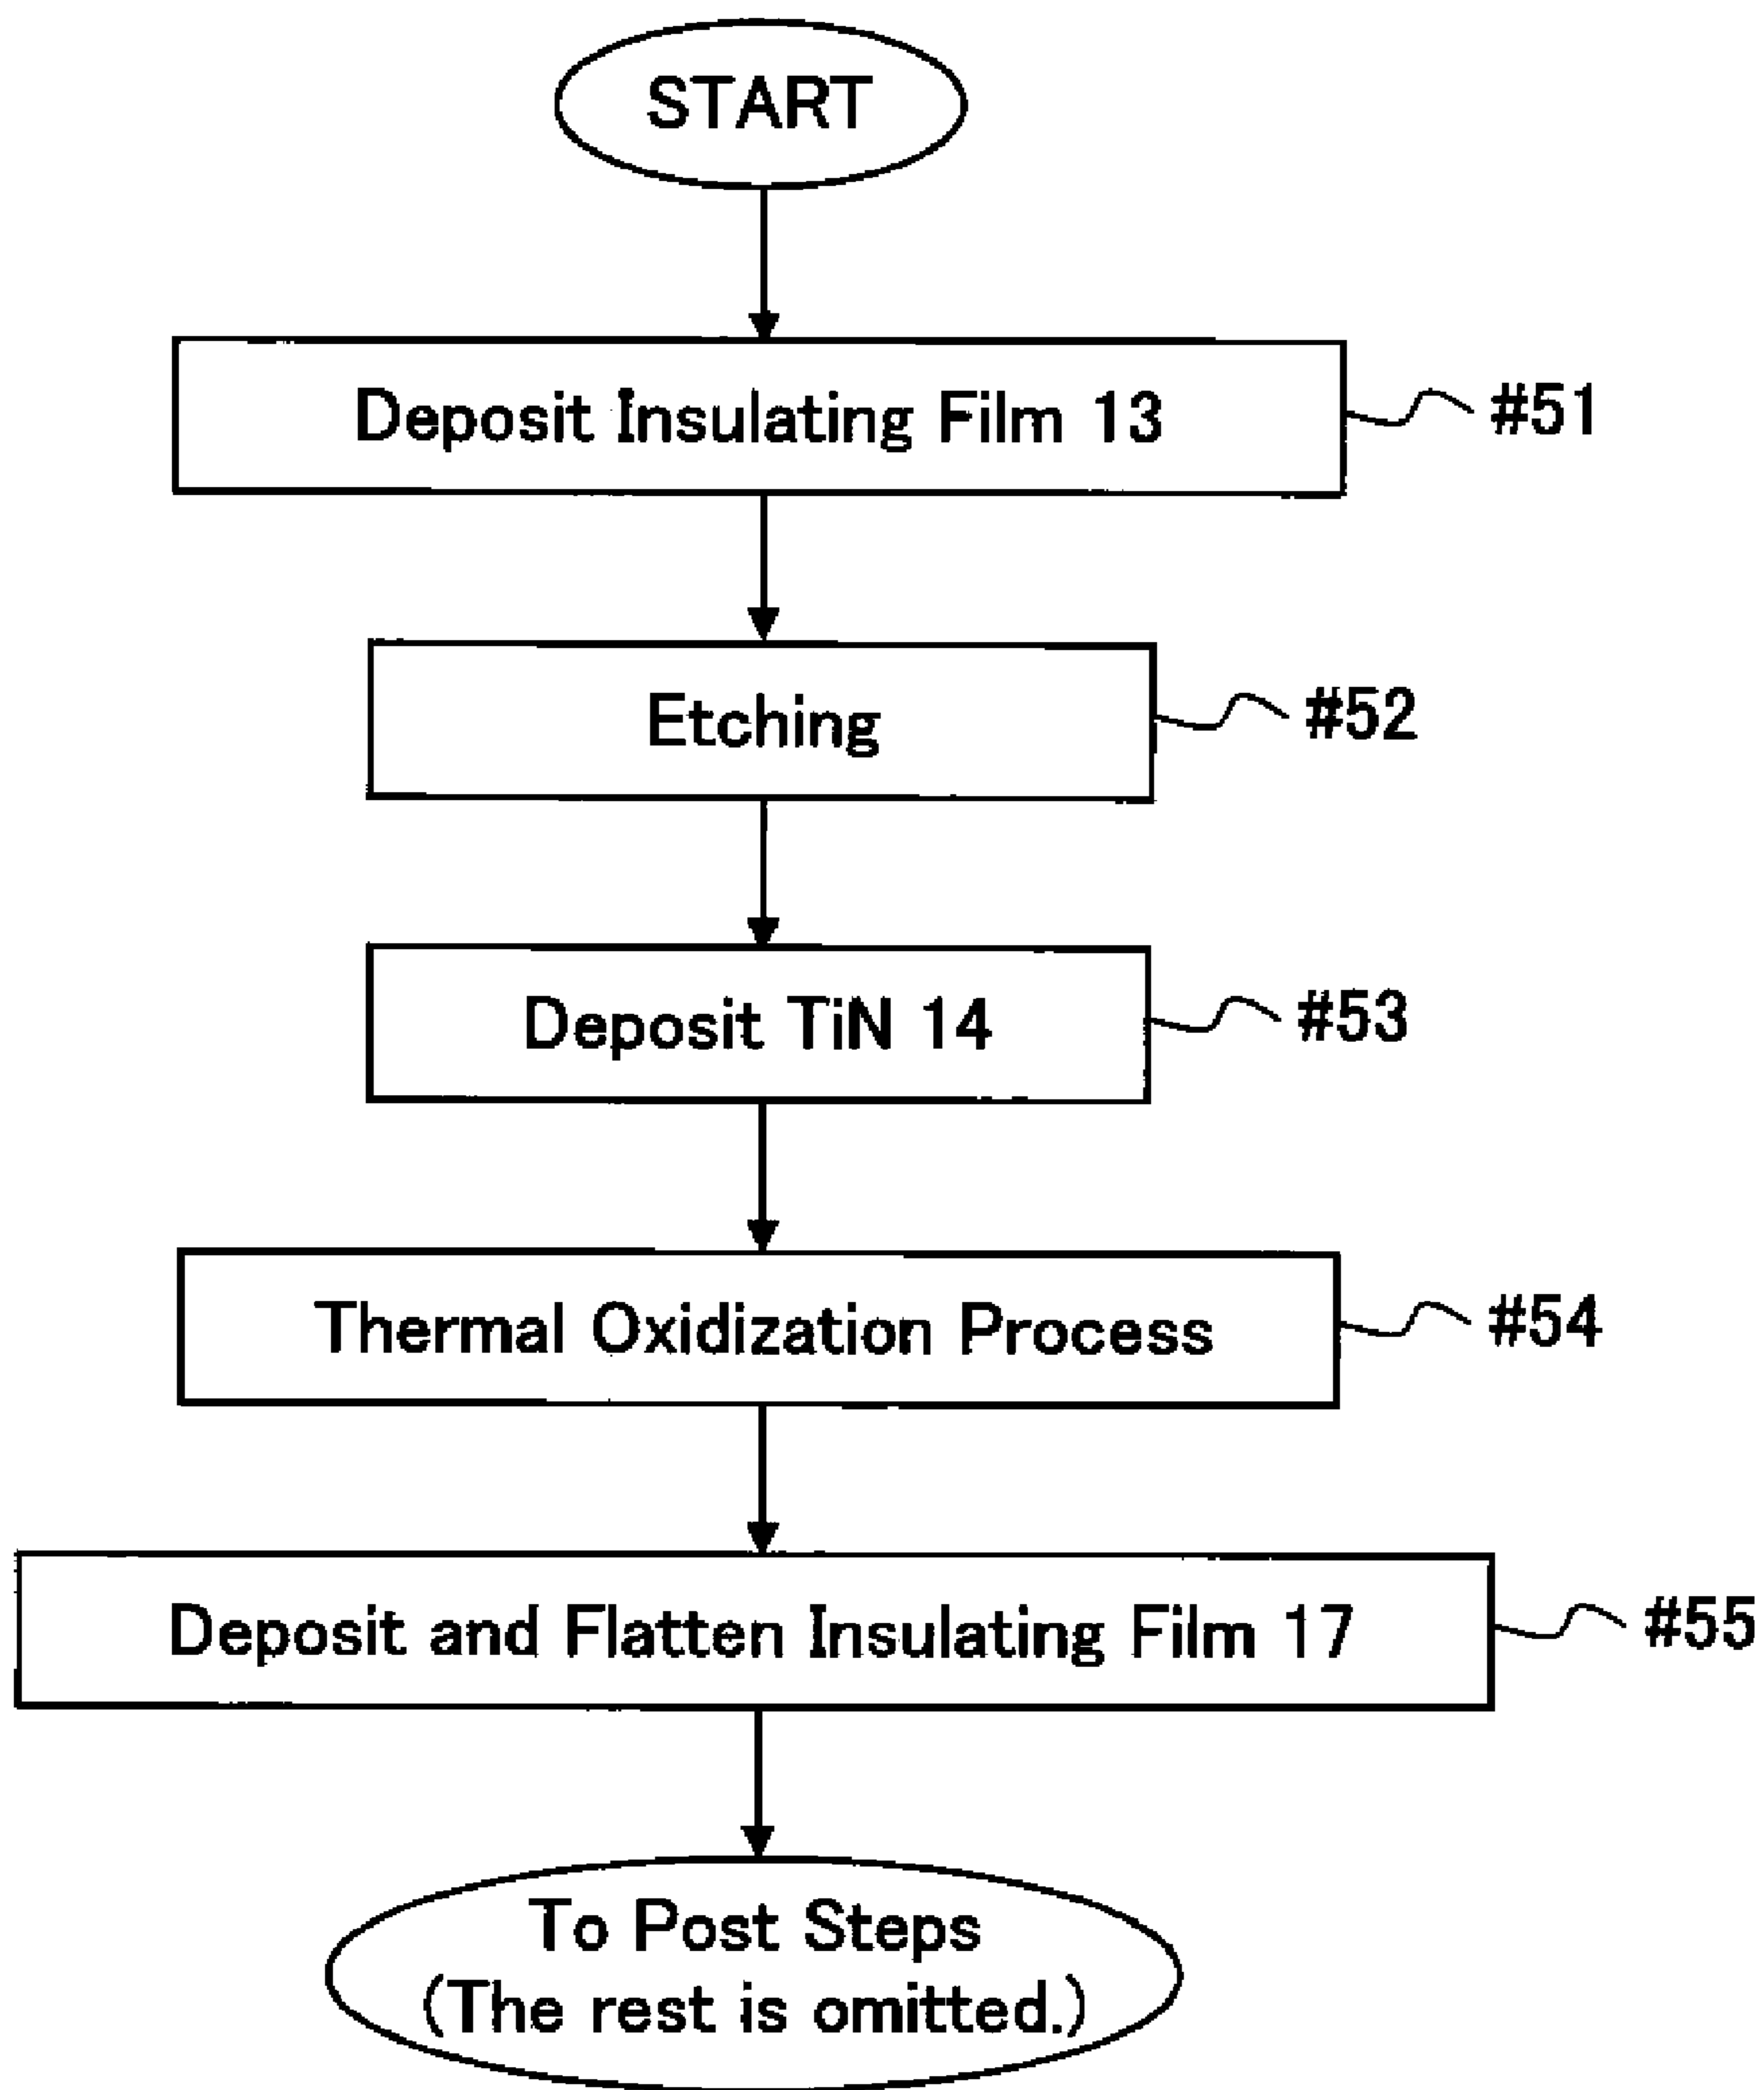 START
Deposit Insulating Film 13
#51
Etching
#52
Deposit TiN 14
#53
Thermal Oxidization Process
#54
Deposit and Flatten Insulating Film 17
#55
To Post Steps
(The rest is omitted.)